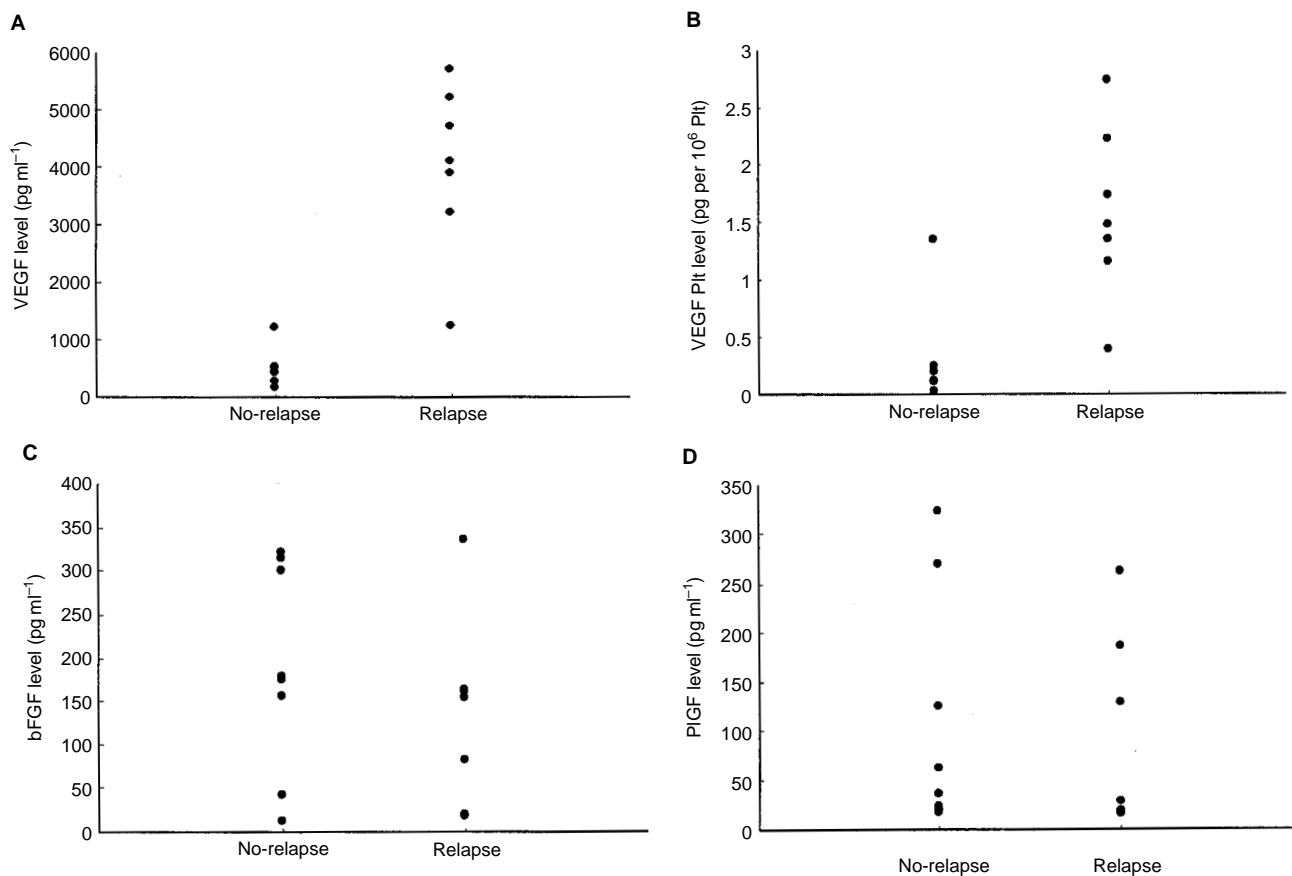 A
VEGF level (pg ml⁻¹)
6000
5000
4000
3000
2000
1000
0
No-relapse Relapse
B
VEGF Plt level (pg per 10⁶ Plt)
3
2.5
2
1.5
1
0.5
0
No-relapse Relapse
C
bFGF level (pg ml⁻¹)
400
350
300
250
200
150
100
50
0
No-relapse Relapse
D
PlGF level (pg ml⁻¹)
350
300
250
200
150
100
50
0
No-relapse Relapse